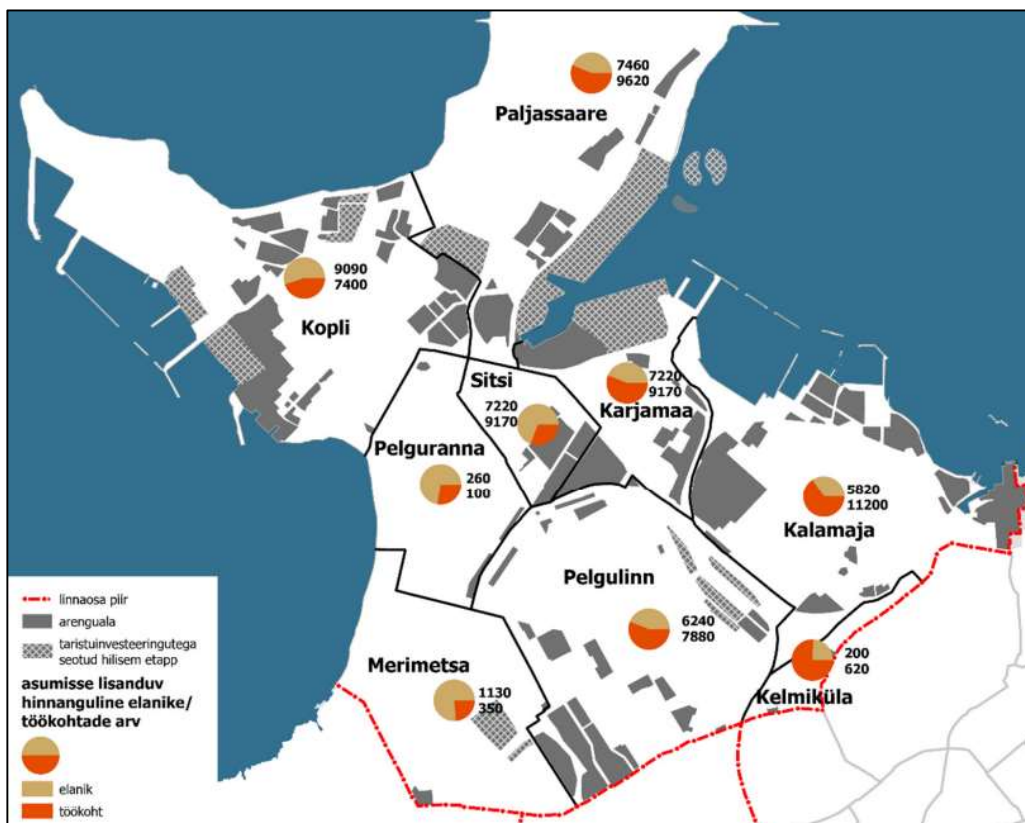 7460
9620
Paljassaare
9090
7400
Kopli
Sitsi
7220
9170
7220
9170
Karjamaa
Pelguranna
260
100
5820
11200
Kalamaja
Pelgulinn
6240
7880
Merimetsa
1130
350
200
620
Kelmiküla
linnaosa piir
arenguala
taristuinvesteeringutega
seotud hilisem etapp
asumisse lisanduv
hinnanguline elanike/
töökohtade arv
elanik
töökoht